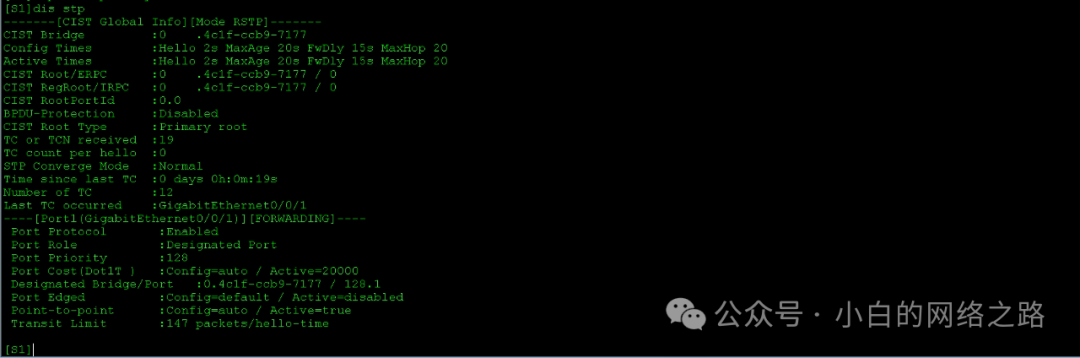 [S1]dis stp
-------[CIST Global Info][Mode RSTP]-------
CIST Bridge         :0    .4c1f-ccb9-7177
Config Times        :Hello 2s MaxAge 20s FwDly 15s MaxHop 20
Active Times        :Hello 2s MaxAge 20s FwDly 15s MaxHop 20
CIST Root/ERPC      :0    .4c1f-ccb9-7177 / 0
CIST RegRoot/IRPC   :0    .4c1f-ccb9-7177 / 0
CIST RootPortId     :0.0
BPDU-Protection     :Disabled
CIST Root Type      :Primary root
TC or TCN received  :19
TC count per hello  :0
STP Converge Mode   :Normal
Time since last TC  :0 days 0h:0m:19s
Number of TC        :12
Last TC occurred    :GigabitEthernet0/0/1
----[Port1(GigabitEthernet0/0/1)][FORWARDING]----
Port Protocol       :Enabled
Port Role           :Designated Port
Port Priority       :128
Port Cost(Dot1T )   :Config=auto / Active=20000
Designated Bridge/Port   :0.4c1f-ccb9-7177 / 128.1
Port Edged          :Config=default / Active=disabled
Point-to-point      :Config=auto / Active=true
Transit Limit       :147 packets/hello-time
[S1]
公众号 · 小白的网络之路